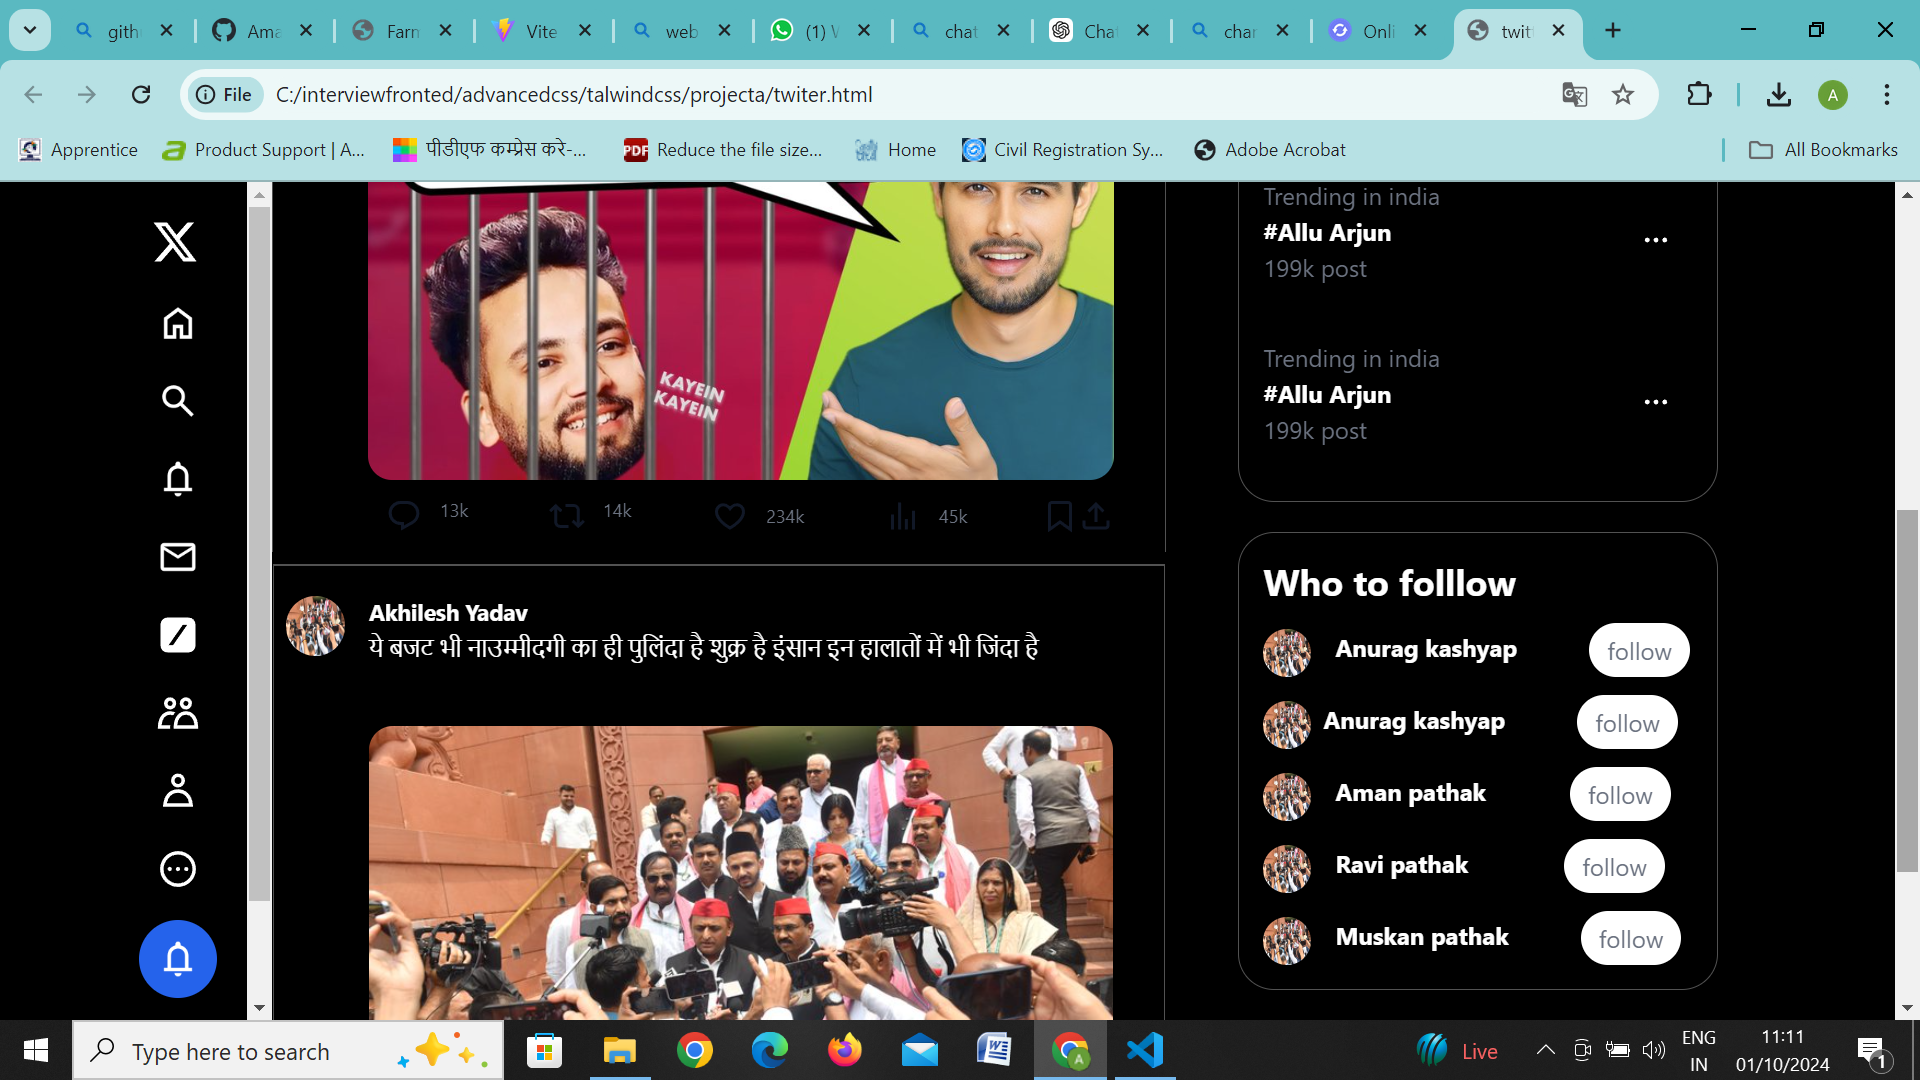 gith
Ama
Farn
Vite
web
(1) W
chat
Cha
char
Onli
twit
File
C:/interviewfronted/advancedcss/talwindcss/projecta/twiter.html
A
Apprentice
Product Support | A...
पीडीएफ कम्प्रेस करे-...
PDF
Reduce the file size...
Home
Civil Registration Sy...
Adobe Acrobat
All Bookmarks
KAYEIN
KAYEIN
13k
14k
234k
45k
Akhilesh Yadav
ये बजट भी नाउम्मीदगी का ही पुलिंदा है शुक्र है इंसान इन हालातों में भी जिंदा है
Trending in india
#Allu Arjun
199k post
Trending in india
#Allu Arjun
199k post
Who to folllow
Anurag kashyap follow
Anurag kashyap follow
Aman pathak follow
Ravi pathak follow
Muskan pathak follow
Type here to search
A
Live
ENG
IN
11:11
01/10/2024
1